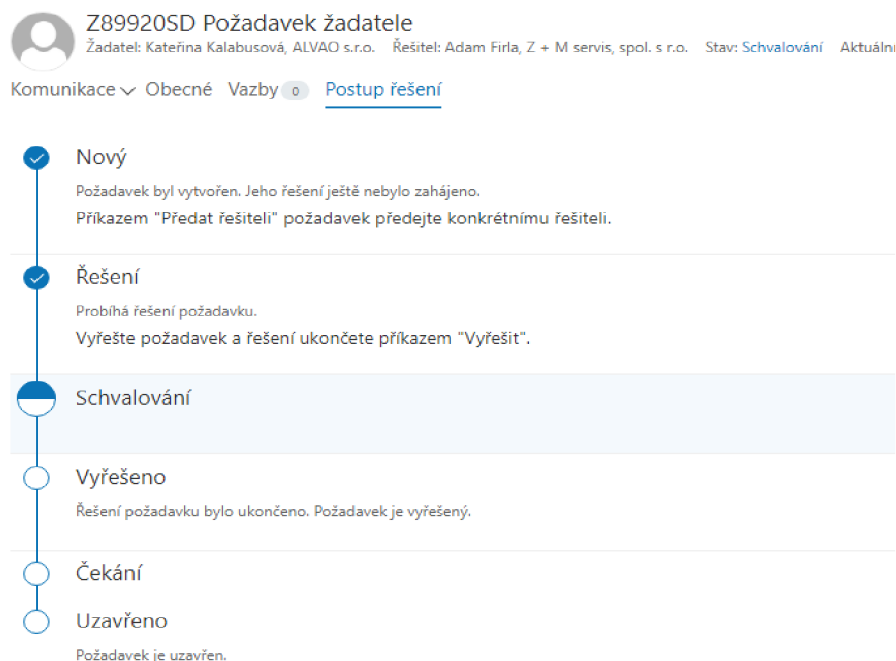 Z89920SD Požadavek žadatele
Žadatel: Kateřina Kalabusová, ALVAO s.r.o. Řešitel: Adam Firla, Z + M servis, spol. s r.o. Stav: Schvalování Aktuáln
Komunikace Obecné Vazby 0 Postup řešení
Nový
Požadavek byl vytvořen. Jeho řešení ještě nebylo zahájeno.
Příkazem "Předat řešiteli" požadavek předejte konkrétnímu řešiteli.
Řešení
Probíhá řešení požadavku.
Vyřešte požadavek a řešení ukončete příkazem "Vyřešit".
Schvalování
Vyřešeno
Řešení požadavku bylo ukončeno. Požadavek je vyřešený.
Čekání
Uzavřeno
Požadavek je uzavřen.